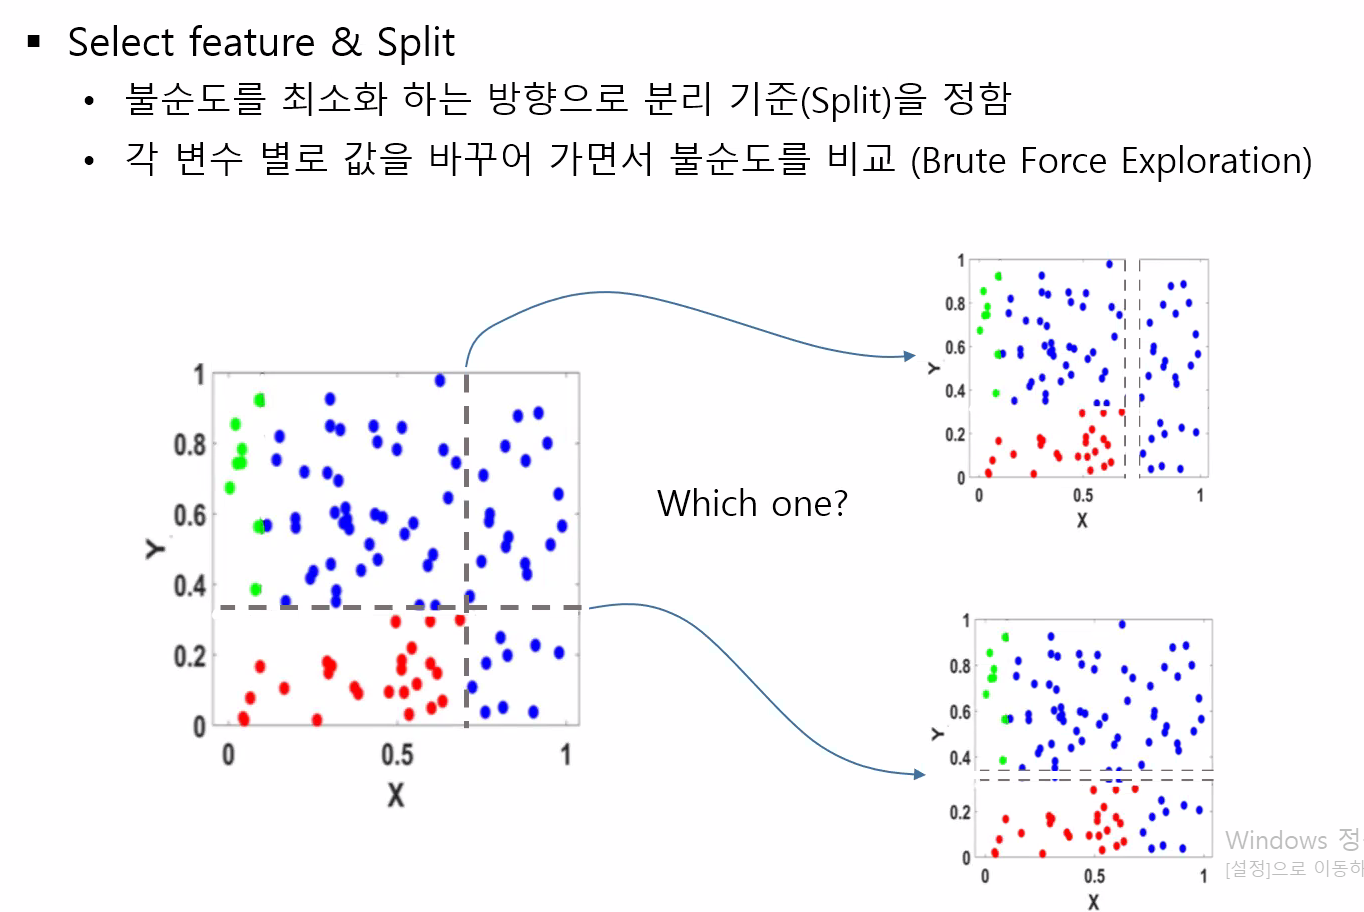 ▪ Select feature & Split
• 불순도를 최소화 하는 방향으로 분리 기준(Split)을 정함
• 각 변수 별로 값을 바꾸어 가면서 불순도를 비교 (Brute Force Exploration)
1
0.8
0.6
0.4
0.2
0
Y
0 0.5 1
X
Which one?
1
0.8
0.6
0.4
0.2
0
Y
0 0.5 1
X
1
0.8
0.6
0.4
0.2
0
Y
0 0.5 1
X
Windows 정
[설정]으로 이동하